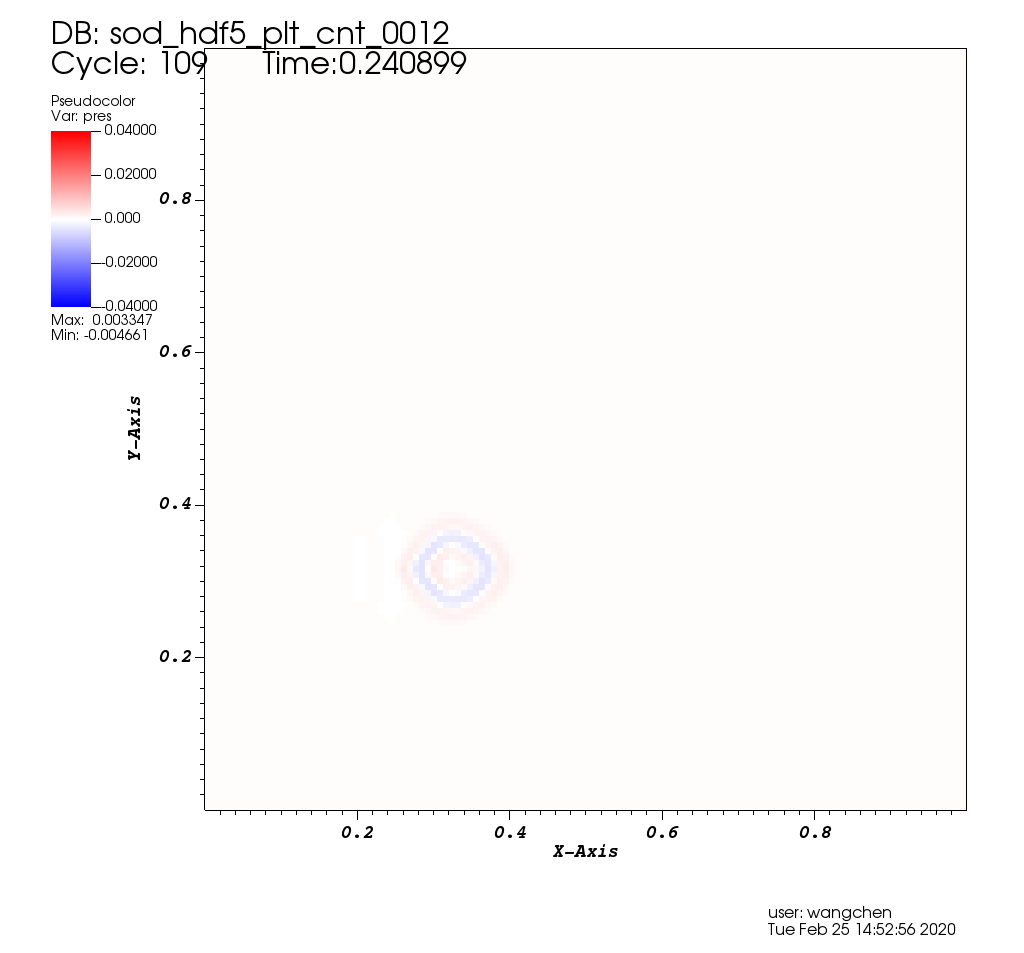 DB: sod_hdf5_plt_cnt_0012
Cycle: 109 Time:0.240899
Pseudocolor
Var: pres
0.04000
0.02000
0.000
-0.02000
-0.04000
Max: 0.003347
Min: -0.004661
0.8
0.6
Y-Axis
0.4
0.2
0.2 0.4 0.6 0.8
X-Axis
user: wangchen
Tue Feb 25 14:52:56 2020